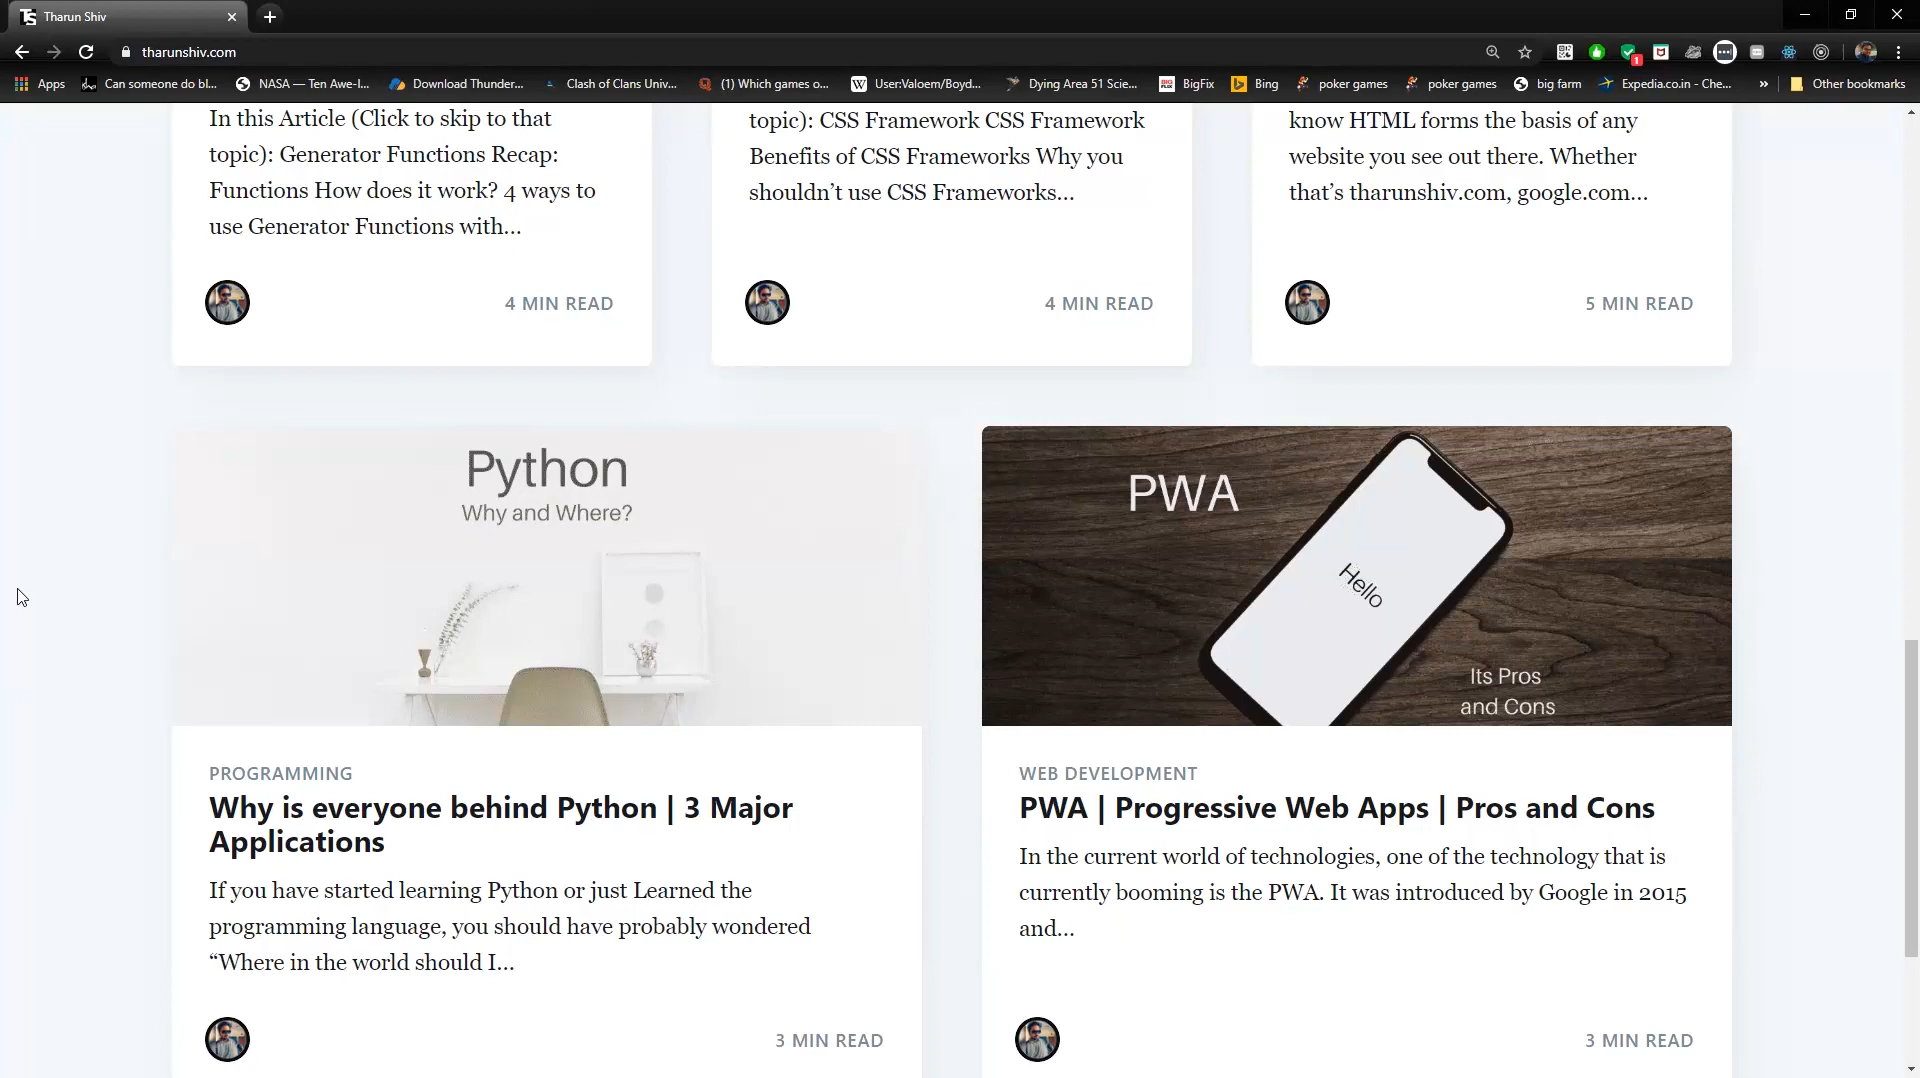 Tharun Shiv
tharunshiv.com
Apps
Can someone do bl...
NASA — Ten Awe-I...
Download Thunder...
Clash of Clans Univ...
(1) Which games o...
User:Valoem/Boyd...
Dying Area 51 Scie...
BigFix
Bing
poker games
poker games
big farm
Expedia.co.in - Che...
»
Other bookmarks
In this Article (Click to skip to that
topic): Generator Functions Recap:
Functions How does it work? 4 ways to
use Generator Functions with...
4 MIN READ
topic): CSS Framework CSS Framework
Benefits of CSS Frameworks Why you
shouldn’t use CSS Frameworks...
4 MIN READ
know HTML forms the basis of any
website you see out there. Whether
that’s tharunshiv.com, google.com...
5 MIN READ
Python
Why and Where?
PROGRAMMING
Why is everyone behind Python | 3 Major
Applications
If you have started learning Python or just Learned the
programming language, you should have probably wondered
“Where in the world should I...
3 MIN READ
PWA
Hello
Its Pros
and Cons
WEB DEVELOPMENT
PWA | Progressive Web Apps | Pros and Cons
In the current world of technologies, one of the technology that is
currently booming is the PWA. It was introduced by Google in 2015
and...
3 MIN READ